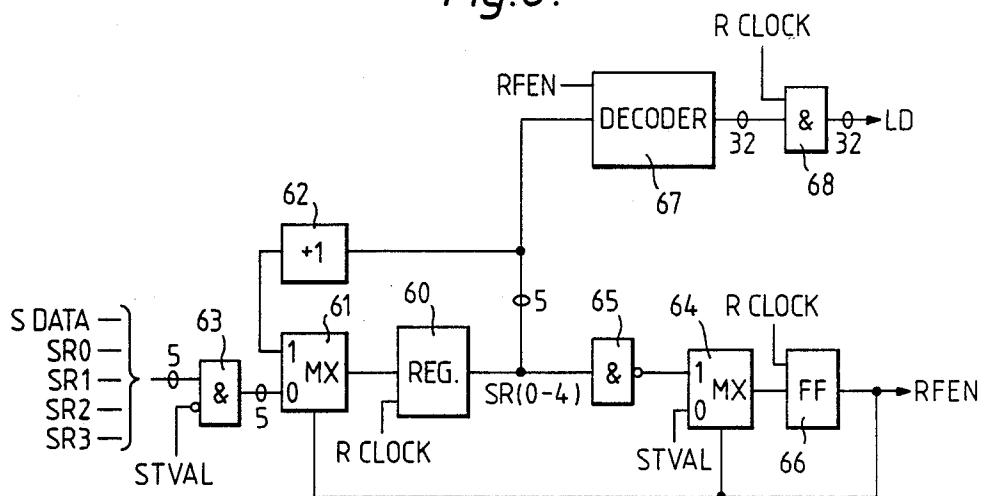 R CLOCK
RFEN
DECODER
32
&
32
LD
67
68
62
+1
5
S DATA
SR0
SR1
SR2
SR3
5
63
&
5
STVAL
61
1
0
MX
60
REG.
R CLOCK
SR(0-4)
65
&
64
1
0
MX
STVAL
R CLOCK
FF
66
RFEN